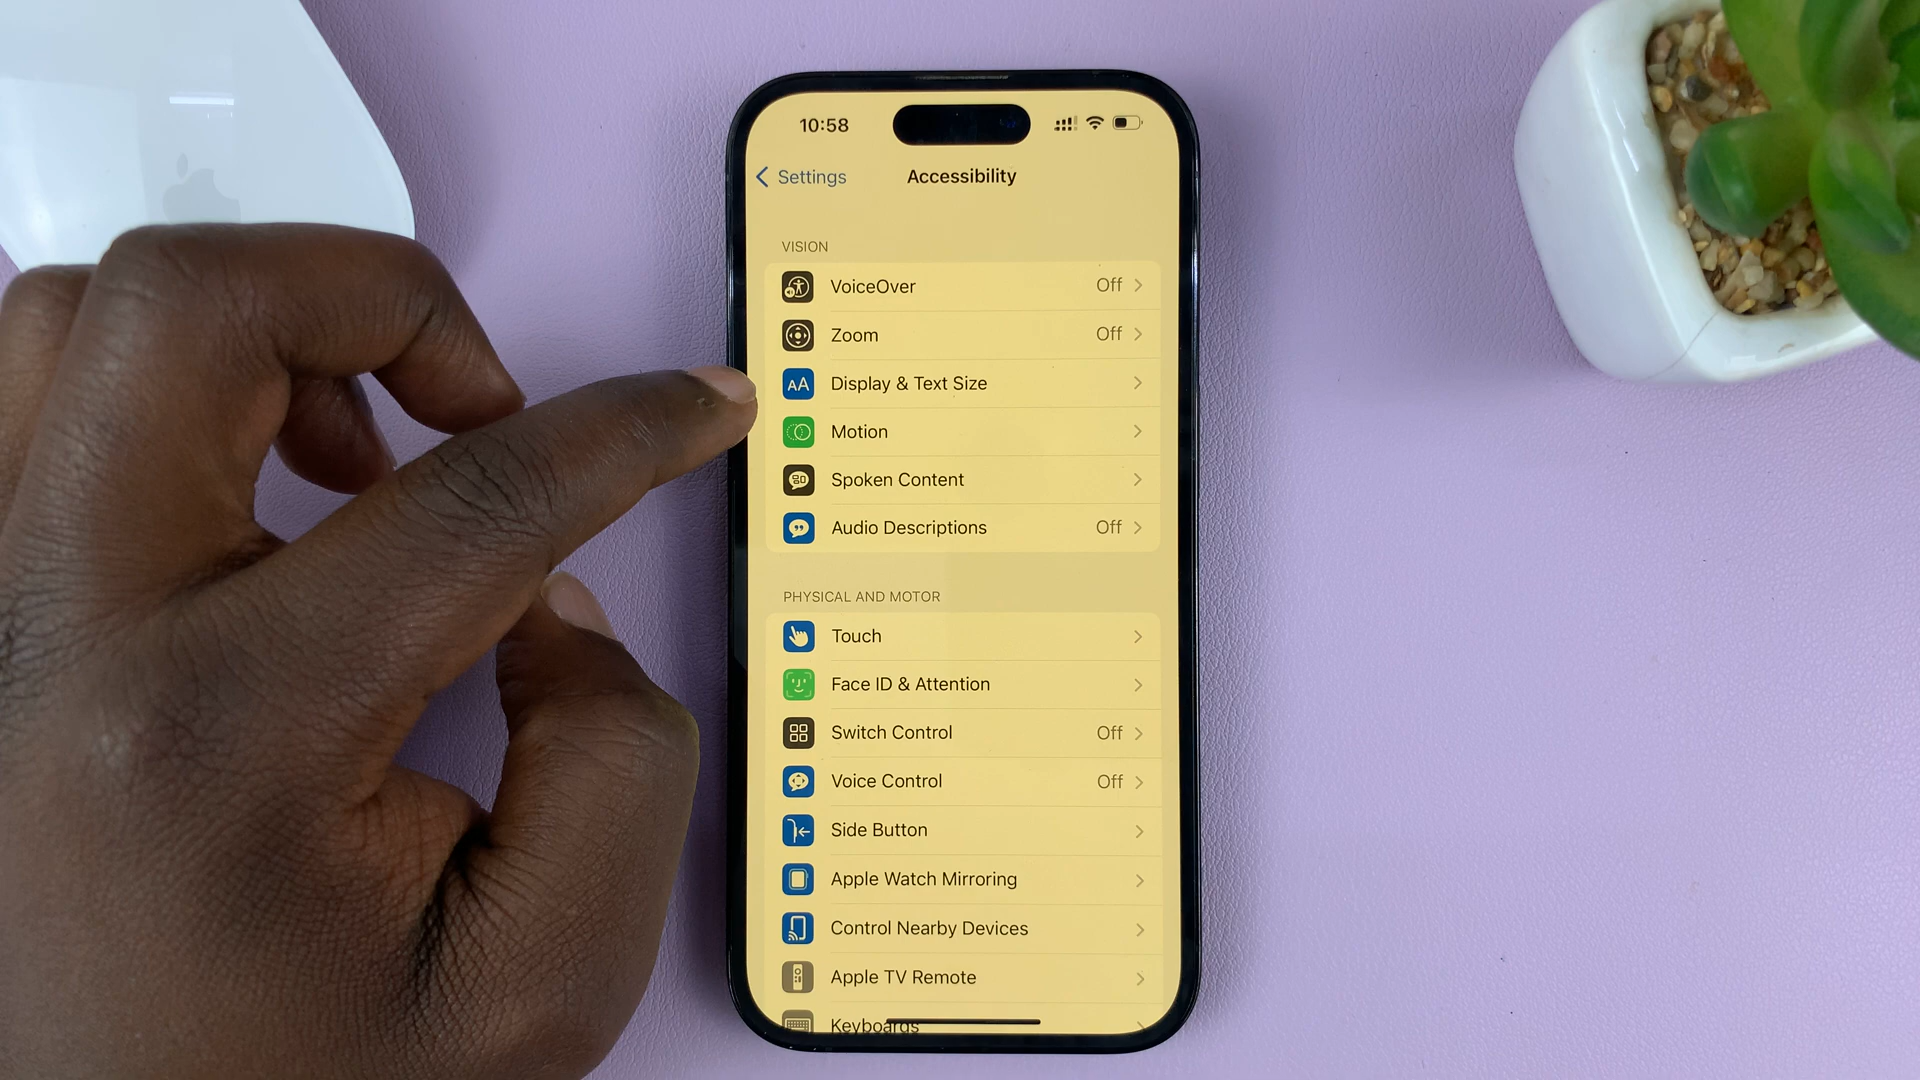 10:58
Settings
Accessibility
VISION
VoiceOver Off
Zoom Off
AA Display & Text Size
Motion
Spoken Content
Audio Descriptions Off
PHYSICAL AND MOTOR
Touch
Face ID & Attention
Switch Control Off
Voice Control Off
Side Button
Apple Watch Mirroring
Control Nearby Devices
Apple TV Remote
Keyboards